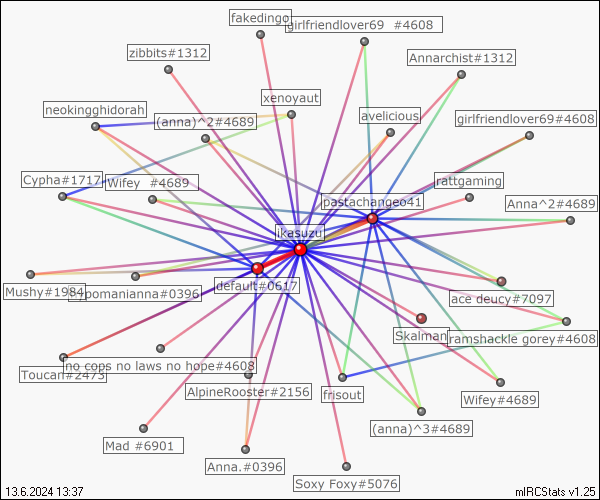 fakedingo
girlfriendlover69 #4608
zibbits#1312
Annarchist#1312
xenoyaut
neokingghidorah
(anna)^2#4689
avelicious
girlfriendlover69#4608
Cypha#1717
Wifey #4689
rattgaming
pastachangeo41
Anna^2#4689
ikasuzu
default#0617
Mushy#1984
ypomanianna#0396
ace deucy#7097
Skalman
ramshackle gorey#4608
no cops no laws no hope#4608
Toucan#2473
AlpineRooster#2156
frisout
Wifey#4689
(anna)^3#4689
Mad #6901
Anna.#0396
Soxy Foxy#5076
13.6.2024 13:37
mIRCStats v1.25